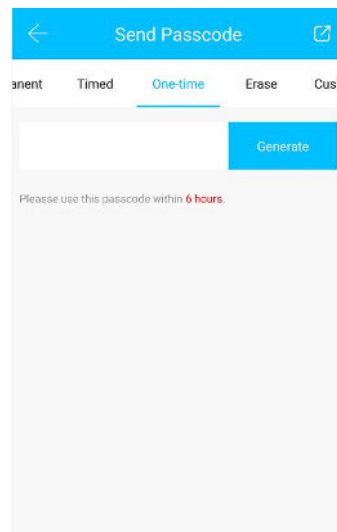 Send Passcode
anent Timed One-time Erase Cus
Generate
Pleasse use this passcode within 6 hours.